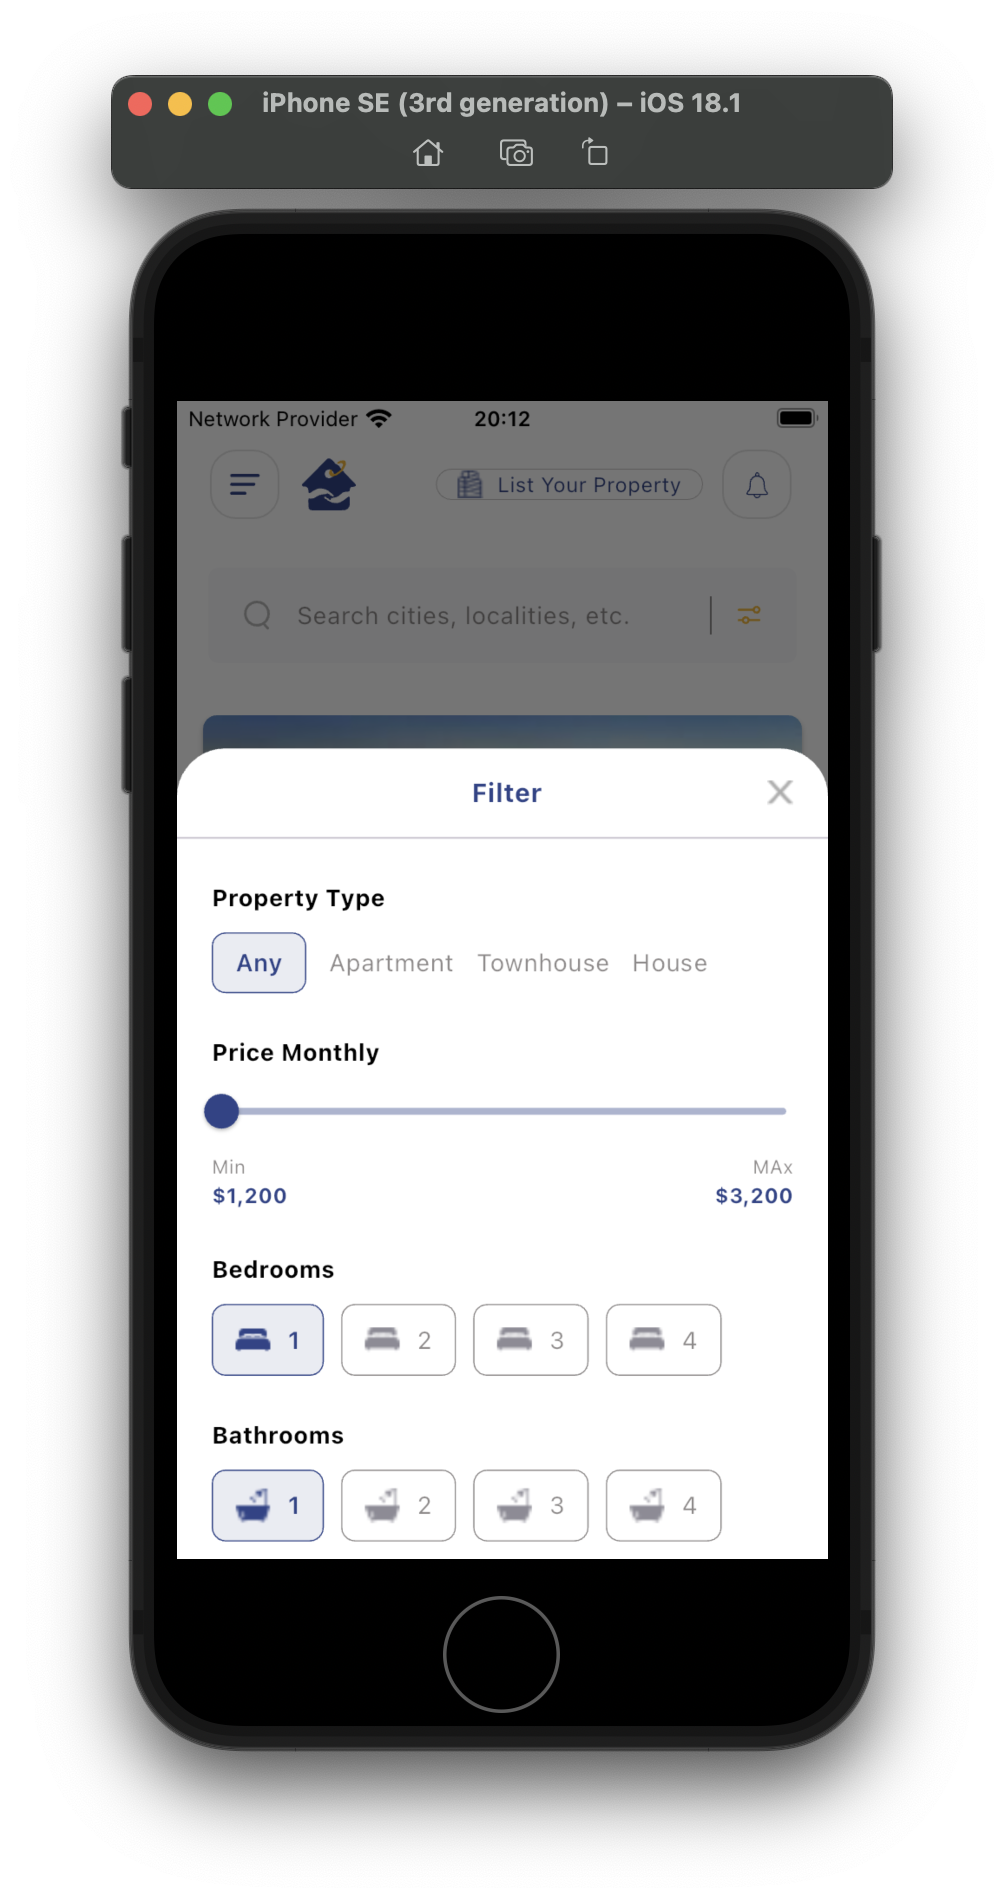 iPhone SE (3rd generation) – iOS 18.1
Network Provider 20:12
List Your Property
Search cities, localities, etc.
Filter
Property Type
Any Apartment Townhouse House
Price Monthly
Min MAx
$1,200 $3,200
Bedrooms
1 2 3 4
Bathrooms
1 2 3 4